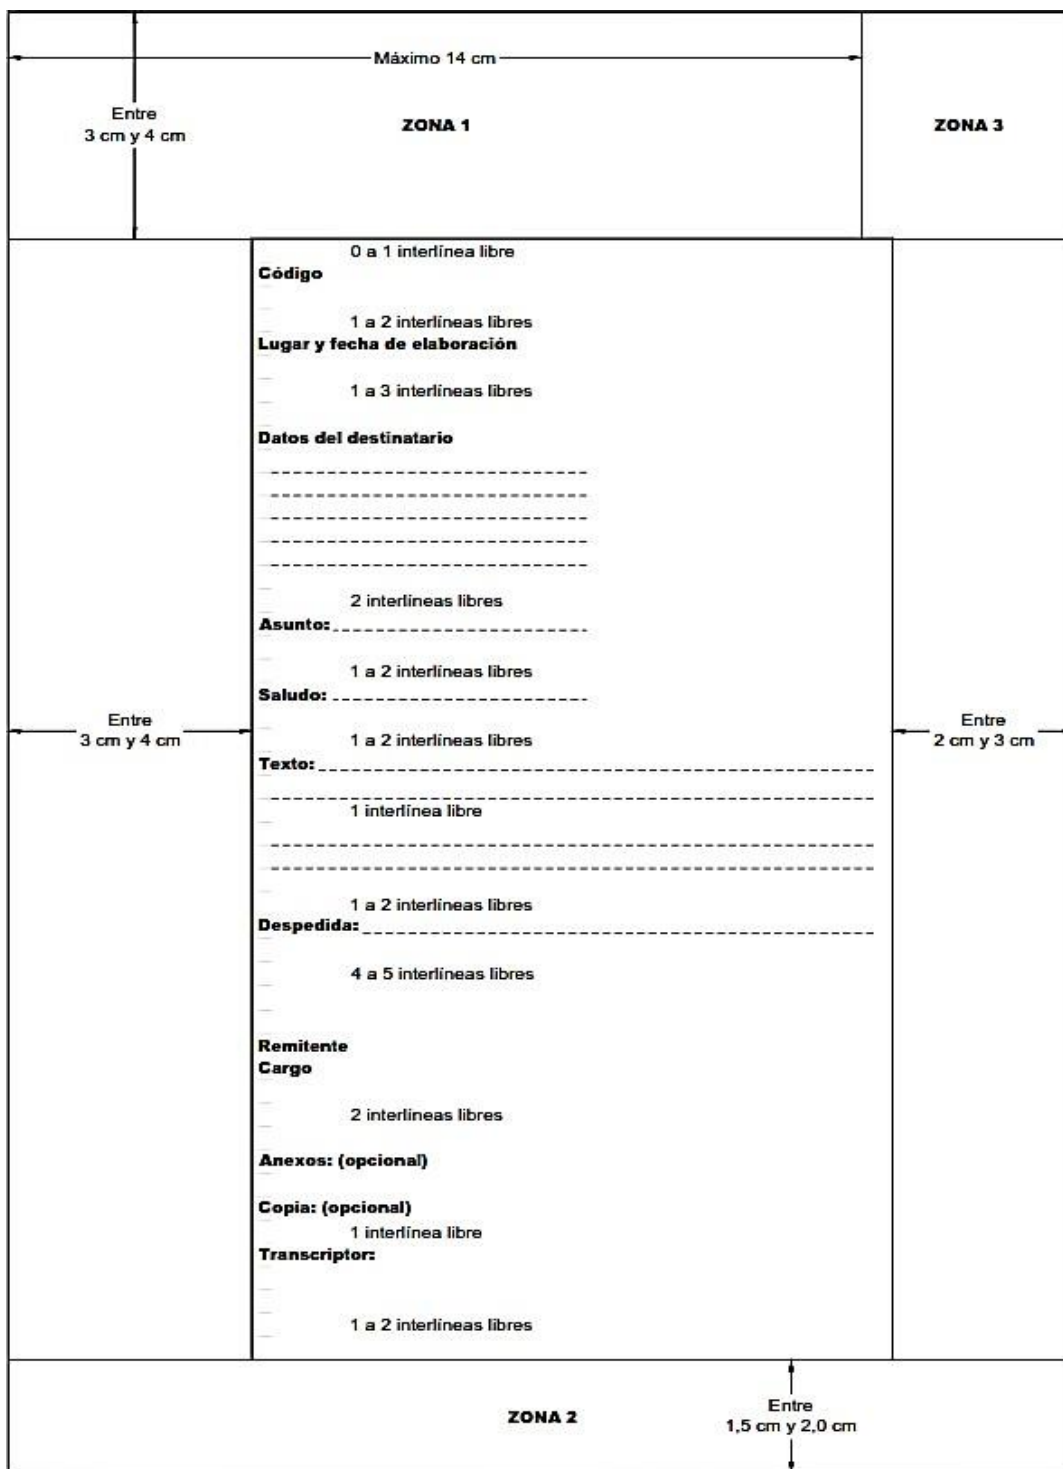 Máximo 14 cm
Entre
3 cm y 4 cm
ZONA 1
ZONA 3
0 a 1 interlínea libre
Código
1 a 2 interlíneas libres
Lugar y fecha de elaboración
1 a 3 interlíneas libres
Datos del destinatario
2 interlíneas libres
Asunto:
1 a 2 interlíneas libres
Saludo:
Entre
3 cm y 4 cm
Entre
2 cm y 3 cm
1 a 2 interlíneas libres
Texto:
1 interlínea libre
1 a 2 interlíneas libres
Despedida:
4 a 5 interlíneas libres
Remitente
Cargo
2 interlíneas libres
Anexos: (opcional)
Copia: (opcional)
1 interlínea libre
Transcriptor:
1 a 2 interlíneas libres
ZONA 2
Entre
1,5 cm y 2,0 cm